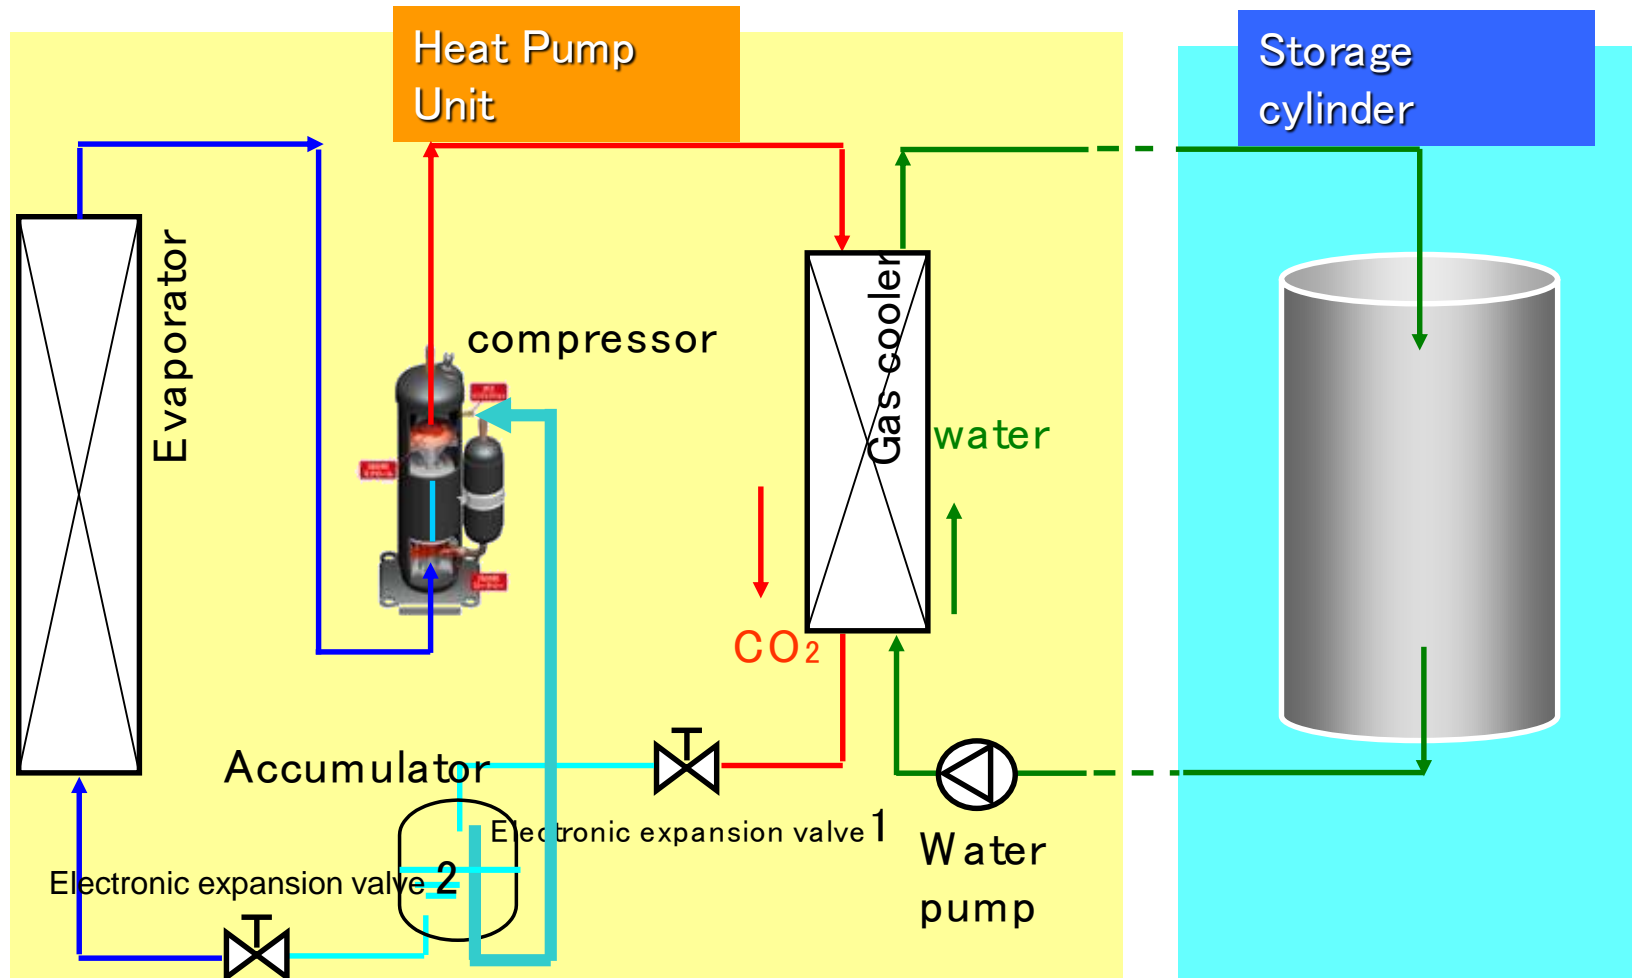 Heat Pump
Unit
Storage
cylinder
Evaporator
compressor
Gas cooler
water
CO₂
Accumulator
Electronic expansion valve 1
Electronic expansion valve 2
Water
pump